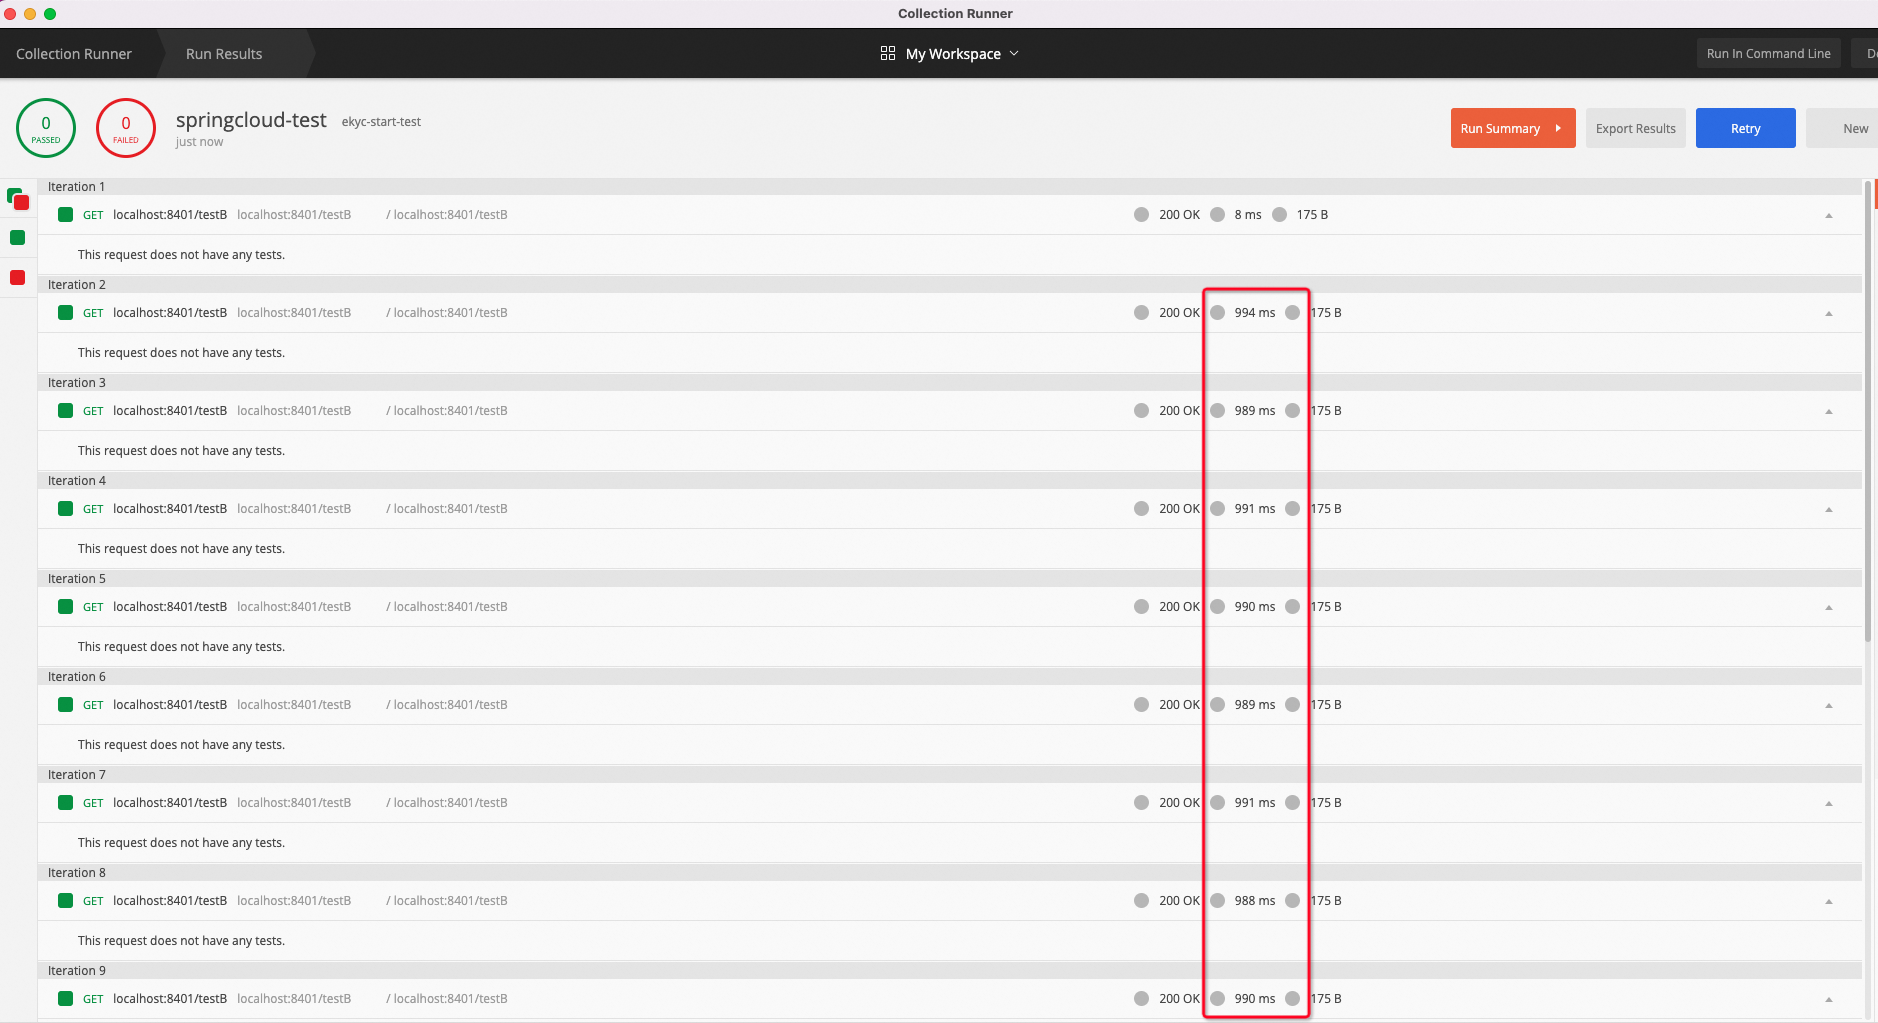 Collection Runner
Collection Runner Run Results My Workspace Run In Command Line
0 PASSED 0 FAILED springcloud-test ekyc-start-test
just now
Run Summary Export Results Retry New
Iteration 1
GET localhost:8401/testB localhost:8401/testB / localhost:8401/testB 200 OK 8 ms 175 B
This request does not have any tests.
Iteration 2
GET localhost:8401/testB localhost:8401/testB / localhost:8401/testB 200 OK 994 ms 175 B
This request does not have any tests.
Iteration 3
GET localhost:8401/testB localhost:8401/testB / localhost:8401/testB 200 OK 989 ms 175 B
This request does not have any tests.
Iteration 4
GET localhost:8401/testB localhost:8401/testB / localhost:8401/testB 200 OK 991 ms 175 B
This request does not have any tests.
Iteration 5
GET localhost:8401/testB localhost:8401/testB / localhost:8401/testB 200 OK 990 ms 175 B
This request does not have any tests.
Iteration 6
GET localhost:8401/testB localhost:8401/testB / localhost:8401/testB 200 OK 989 ms 175 B
This request does not have any tests.
Iteration 7
GET localhost:8401/testB localhost:8401/testB / localhost:8401/testB 200 OK 991 ms 175 B
This request does not have any tests.
Iteration 8
GET localhost:8401/testB localhost:8401/testB / localhost:8401/testB 200 OK 988 ms 175 B
This request does not have any tests.
Iteration 9
GET localhost:8401/testB localhost:8401/testB / localhost:8401/testB 200 OK 990 ms 175 B